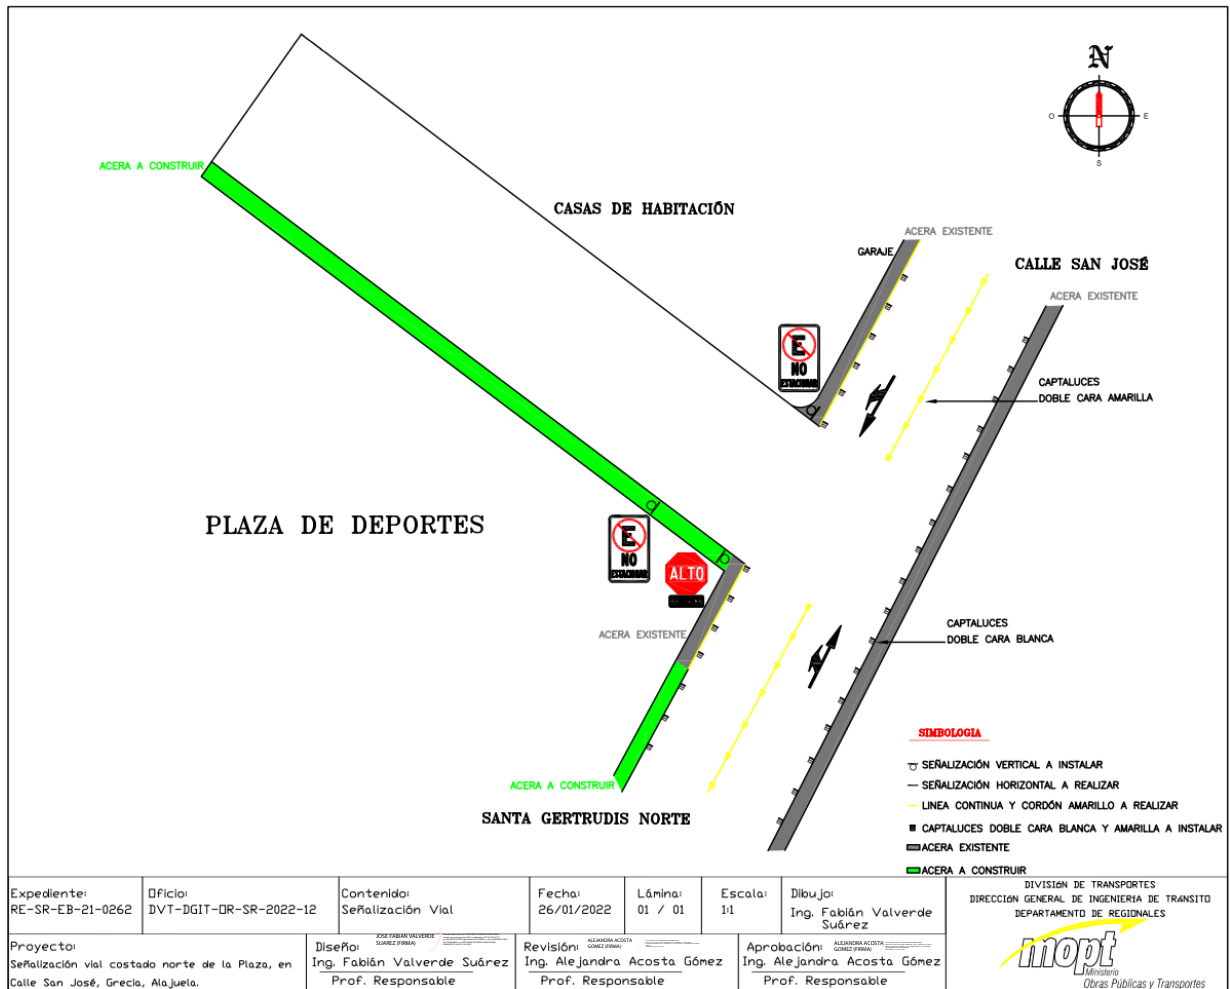 N
O
E
S
ACERA A CONSTRUIR
CASAS DE HABITACIÓN
ACERA EXISTENTE
GARAJE
CALLE SAN JOSÉ
ACERA EXISTENTE
E
NO
ESTACIONAR
CAPTALUCES
DOBLE CARA AMARILLA
PLAZA DE DEPORTES
E
NO
ESTACIONAR
ALTO
ACERA EXISTENTE
CAPTALUCES
DOBLE CARA BLANCA
ACERA A CONSTRUIR
SANTA GERTRUDIS NORTE
SIMBOLOGIA
SEÑALIZACIÓN VERTICAL A INSTALAR
SEÑALIZACIÓN HORIZONTAL A REALIZAR
LINEA CONTINUA Y CORDÓN AMARILLO A REALIZAR
CAPTALUCES DOBLE CARA BLANCA Y AMARILLA A INSTALAR
ACERA EXISTENTE
ACERA A CONSTRUIR
Expediente:
RE-SR-EB-21-0262
Oficio:
DVT-DGIT-DR-SR-2022-12
Contenido:
Señalización Vial
Fecha:
26/01/2022
Lámina:
01 / 01
Escala:
1:1
Dibujo:
Ing. Fabián Valverde
Suárez
DIVISIÓN DE TRANSPORTES
DIRECCIÓN GENERAL DE INGENIERIA DE TRANSITO
DEPARTAMENTO DE REGIONALES
Proyecto:
Señalización vial costado norte de la Plaza, en
Calle San José, Grecia, Alajuela.
Diseño:
JOSE FABIAN VALVERDE
SUAREZ (FIRMA)
Ing. Fabián Valverde Suárez
Prof. Responsable
Revisión:
ALEJANDRA ACOSTA
GOMEZ (FIRMA)
Ing. Alejandra Acosta Gómez
Prof. Responsable
Aprobación:
ALEJANDRA ACOSTA
GOMEZ (FIRMA)
Ing. Alejandra Acosta Gómez
Prof. Responsable
mopt
Ministerio
Obras Públicas y Transportes